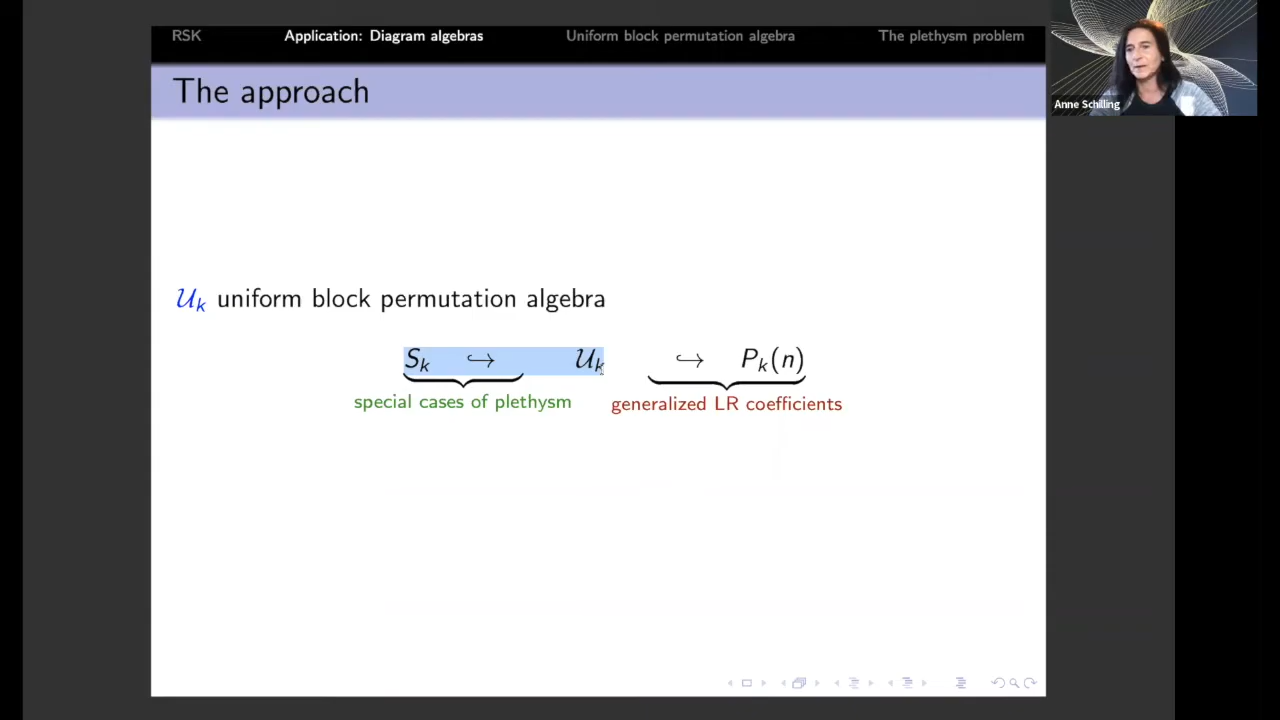 RSK Application: Diagram algebras Uniform block permutation algebra The plethysm problem
Anne Schilling
The approach
𝒰ₖ uniform block permutation algebra
Sₖ ↪ 𝒰ₖ ↪ Pₖ(n)
special cases of plethysm generalized LR coefficients